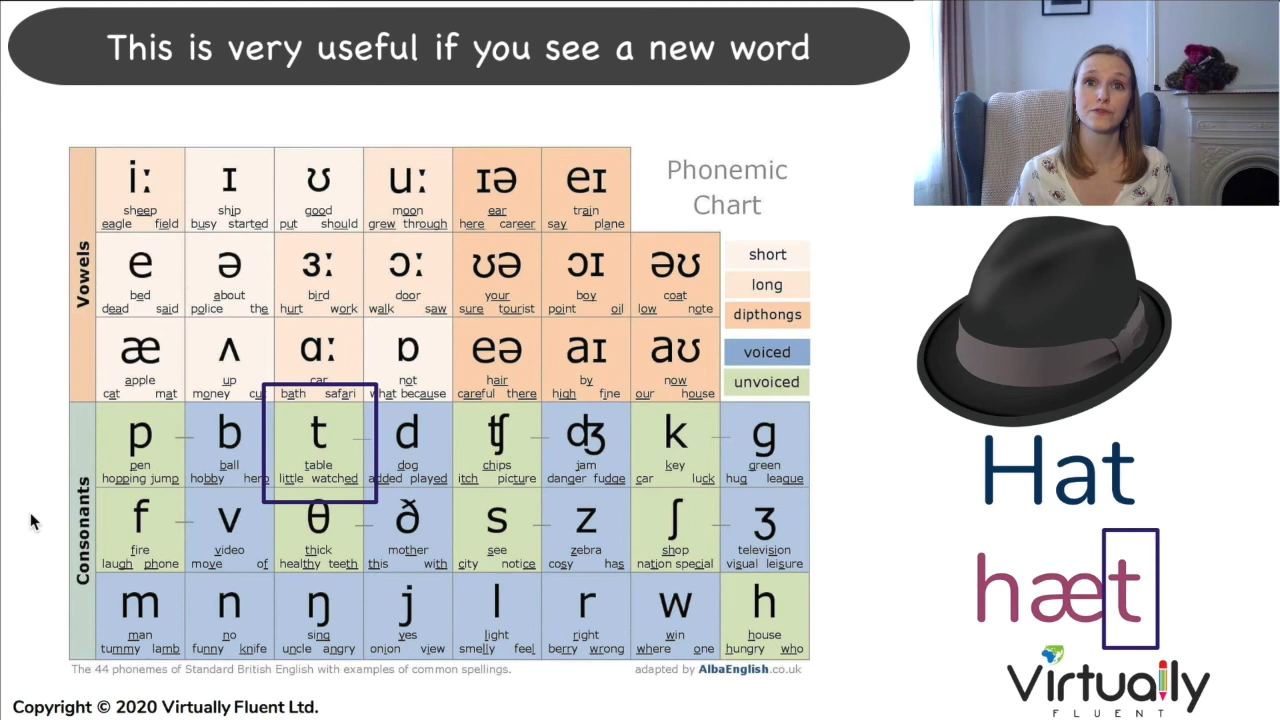 This is very useful if you see a new word
Phonemic
Chart
Vowels
iː ɪ ʊ uː ɪə eɪ
sheep ship good moon ear train
eagle field busy started put should grew through here career say plane
e ə ɜː ɔː ʊə ɔɪ əʊ
bed about bird door your boy coat
dead said police the hurt work walk saw sure tourist point oil low note
æ ʌ ɑː ɒ eə aɪ aʊ
apple up car not hair by now
cat mat money cut bath safari what because careful there high fine our house
short
long
dipthongs
voiced
unvoiced
Consonants
p b t d ʧ ʤ k g
pen ball table dog chips jam key green
hopping jump hobby hero little watched added played itch picture danger fudge car luck hug league
f v θ ð s z ʃ ʒ
fire video thick mother see zebra shop television
laugh phone move of healthy teeth this with city notice cosy has nation special visual leisure
m n ŋ j l r w h
man no sing yes light right win house
tummy lamb funny knife uncle angry onion view smelly feel berry wrong where one hungry who
The 44 phonemes of Standard British English with examples of common spellings.
adapted by AlbaEnglish.co.uk
Hat
hæt
Virtually
FLUENT
Copyright © 2020 Virtually Fluent Ltd.